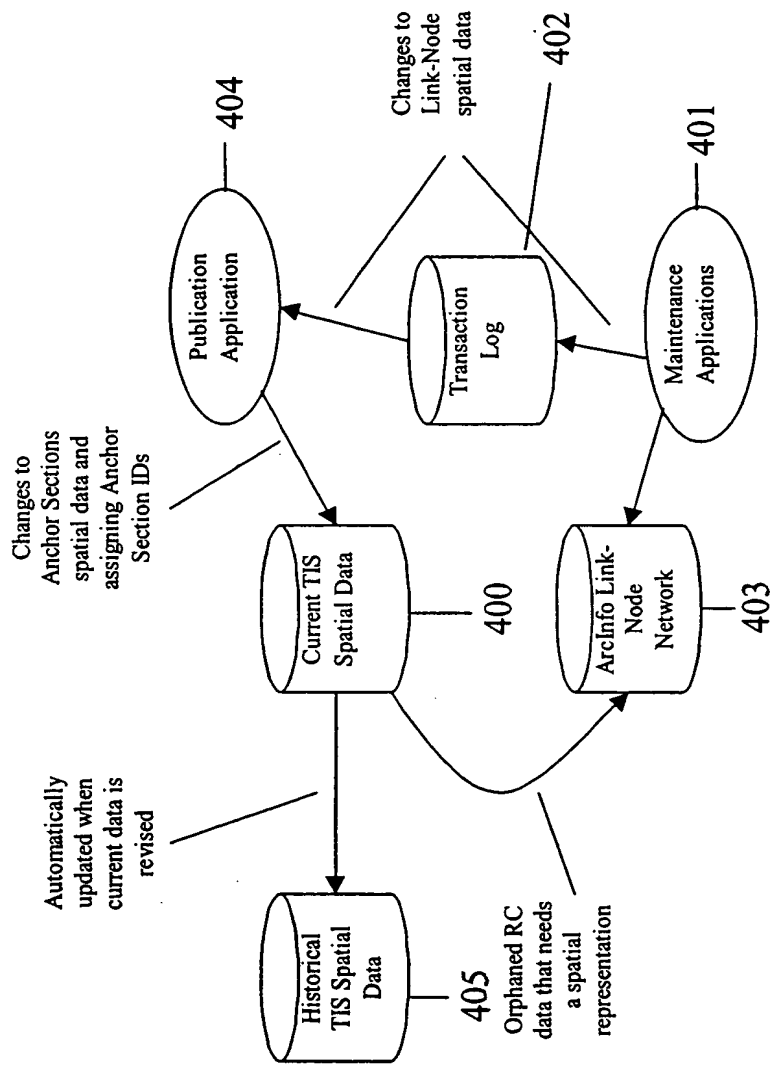 Automatically
updated when
current data is
revised
Changes to
Anchor Sections
spatial data and
assigning Anchor
Section IDs
404
Historical
TIS Spatial
Data
405
Current TIS
Spatial Data
400
Publication
Application
Changes to
Link-Node
spatial data
Transaction
Log
402
Orphaned RC
data that needs
a spatial
representation
ArcInfo Link-
Node
Network
403
Maintenance
Applications
401